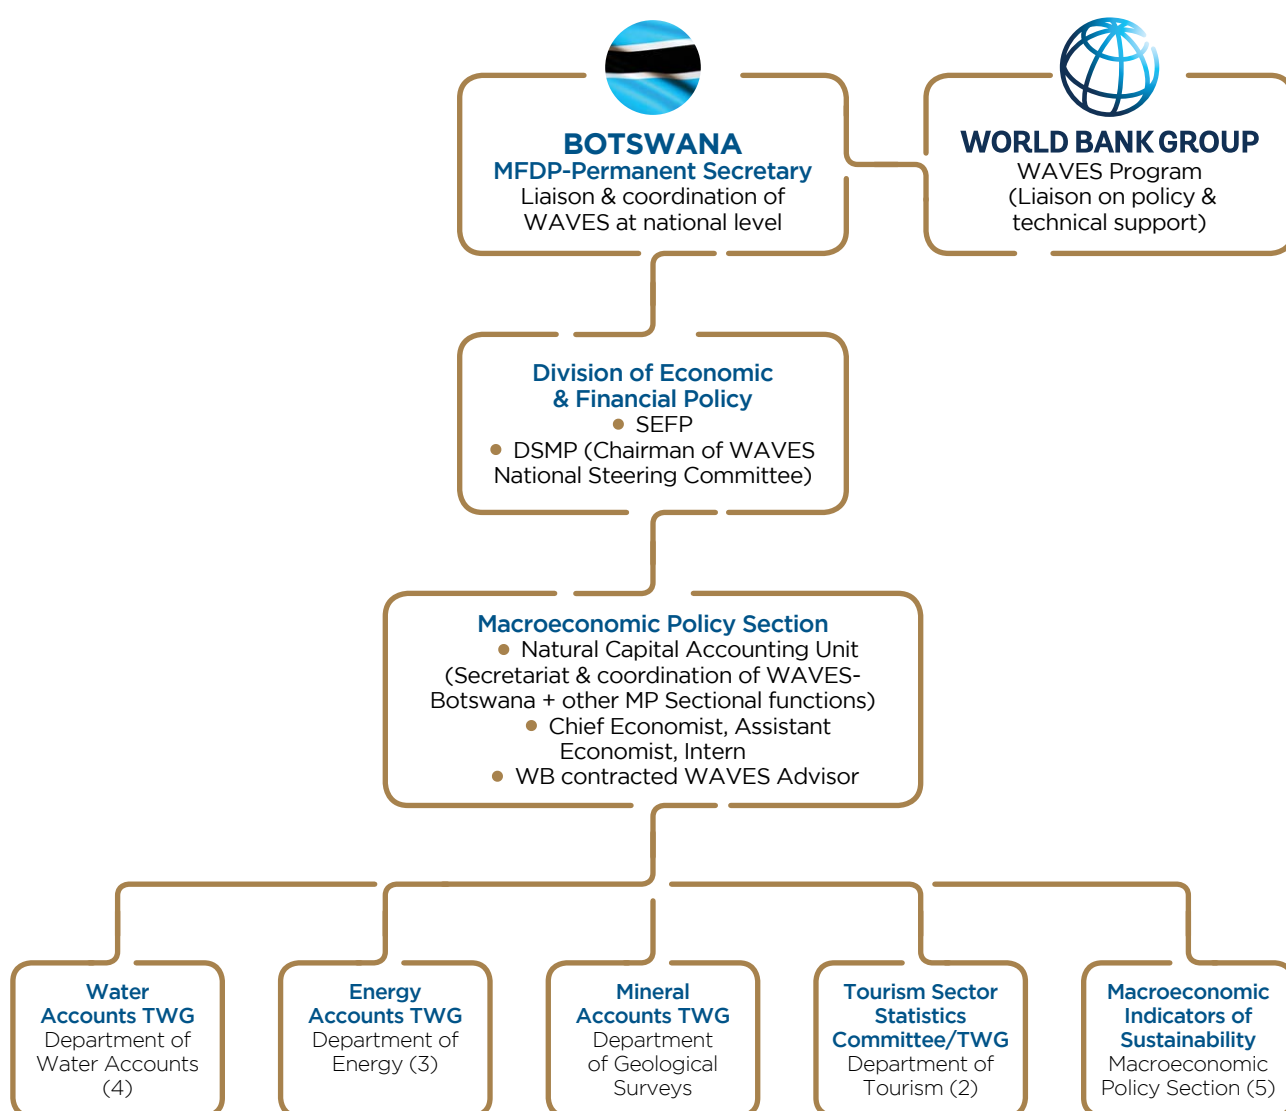 BOTSWANA
MFDP-Permanent Secretary
Liaison & coordination of
WAVES at national level
WORLD BANK GROUP
WAVES Program
(Liaison on policy &
technical support)
Division of Economic
& Financial Policy
• SEFP
• DSMP (Chairman of WAVES
National Steering Committee)
Macroeconomic Policy Section
• Natural Capital Accounting Unit
(Secretariat & coordination of WAVES-
Botswana + other MP Sectional functions)
• Chief Economist, Assistant
Economist, Intern
• WB contracted WAVES Advisor
Water
Accounts TWG
Department of
Water Accounts
(4)
Energy
Accounts TWG
Department of
Energy (3)
Mineral
Accounts TWG
Department
of Geological
Surveys
Tourism Sector
Statistics
Committee/TWG
Department of
Tourism (2)
Macroeconomic
Indicators of
Sustainability
Macroeconomic
Policy Section (5)